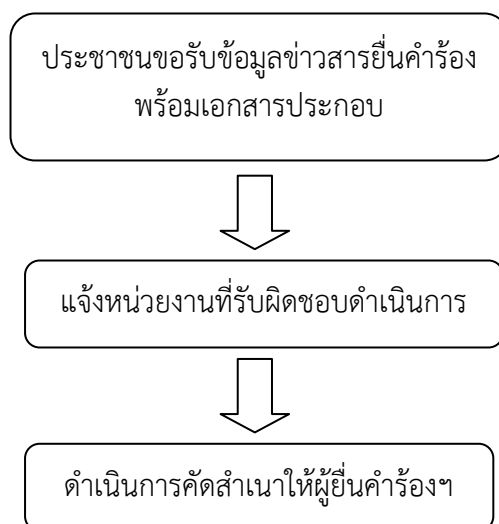 ประชาชนขอรับข้อมูลข่าวสารยื่นคำร้อง
พร้อมเอกสารประกอบ
แจ้งหน่วยงานที่รับผิดชอบดำเนินการ
ดำเนินการคัดสำเนาให้ผู้ยื่นคำร้องฯ